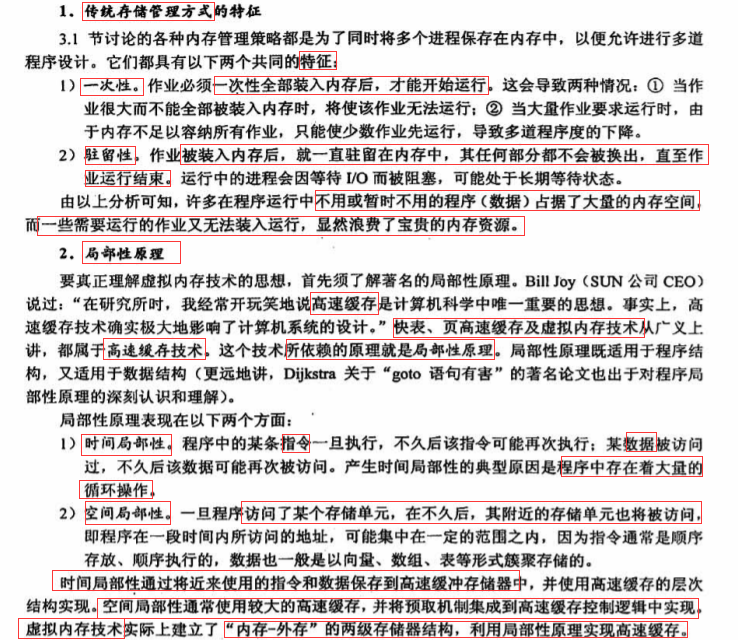 1．传统存储管理方式的特征
3.1 节讨论的各种内存管理策略都是为了同时将多个进程保存在内存中，以便允许进行多道
程序设计。它们都具有以下两个共同的特征：
1）一次性。作业必须一次性全部装入内存后，才能开始运行。这会导致两种情况：① 当作
业很大而不能全部被装入内存时，将使该作业无法运行；② 当大量作业要求运行时，由
于内存不足以容纳所有作业，只能使少数作业先运行，导致多道程序度的下降。
2）驻留性。作业被装入内存后，就一直驻留在内存中，其任何部分都不会被换出，直至作
业运行结束。运行中的进程会因等待 I/O 而被阻塞，可能处于长期等待状态。
由以上分析可知，许多在程序运行中不用或暂时不用的程序（数据）占据了大量的内存空间，
而一些需要运行的作业又无法装入运行，显然浪费了宝贵的内存资源。
2．局部性原理
要真正理解虚拟内存技术的思想，首先须了解著名的局部性原理。Bill Joy（SUN 公司 CEO）
说过：“在研究所时，我经常开玩笑地说高速缓存是计算机科学中唯一重要的思想。事实上，高
速缓存技术确实极大地影响了计算机系统的设计。”快表、页高速缓存及虚拟内存技术从广义上
讲，都属于高速缓存技术。这个技术所依赖的原理就是局部性原理。局部性原理既适用于程序结
构，又适用于数据结构（更远地讲，Dijkstra 关于“goto 语句有害”的著名论文也出于对程序局
部性原理的深刻认识和理解）。
局部性原理表现在以下两个方面：
1）时间局部性。程序中的某条指令一旦执行，不久后该指令可能再次执行；某数据被访问
过，不久后该数据可能再次被访问。产生时间局部性的典型原因是程序中存在着大量的
循环操作。
2）空间局部性。一旦程序访问了某个存储单元，在不久后，其附近的存储单元也将被访问，
即程序在一段时间内所访问的地址，可能集中在一定的范围之内，因为指令通常是顺序
存放、顺序执行的，数据也一般是以向量、数组、表等形式簇聚存储的。
时间局部性通过将近来使用的指令和数据保存到高速缓冲存储器中，并使用高速缓存的层次
结构实现。空间局部性通常使用较大的高速缓存，并将预取机制集成到高速缓存控制逻辑中实现。
虚拟内存技术实际上建立了“内存-外存”的两级存储器结构，利用局部性原理实现高速缓存。